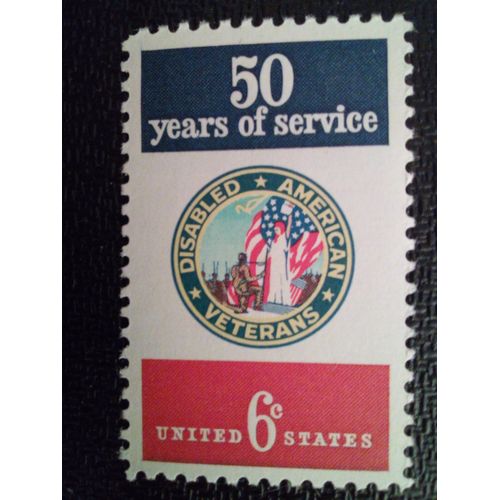 50
years of service
DISABLED ★ AMERICAN ★ VETERANS ★
6c
UNITED STATES